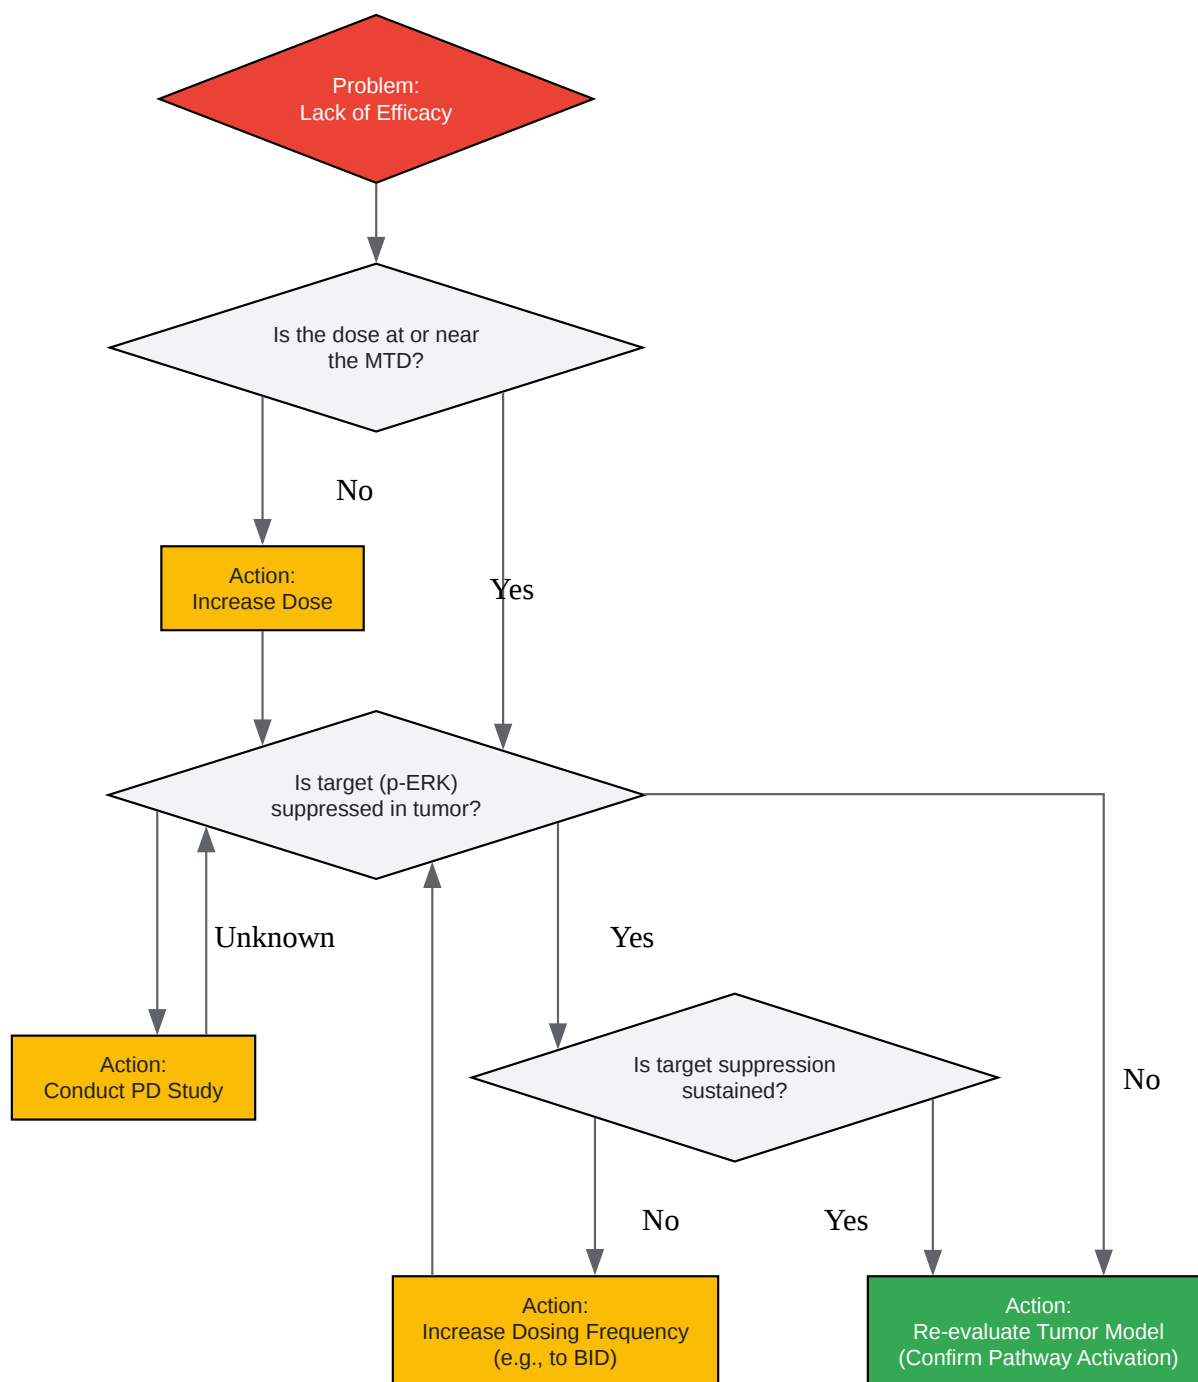 Problem:
Lack of Efficacy
Is the dose at or near
the MTD?
No
Action:
Increase Dose
Yes
Is target (p-ERK)
suppressed in tumor?
Unknown
Yes
Action:
Conduct PD Study
Is target suppression
sustained?
No
No
Yes
Action:
Increase Dosing Frequency
(e.g., to BID)
Action:
Re-evaluate Tumor Model
(Confirm Pathway Activation)